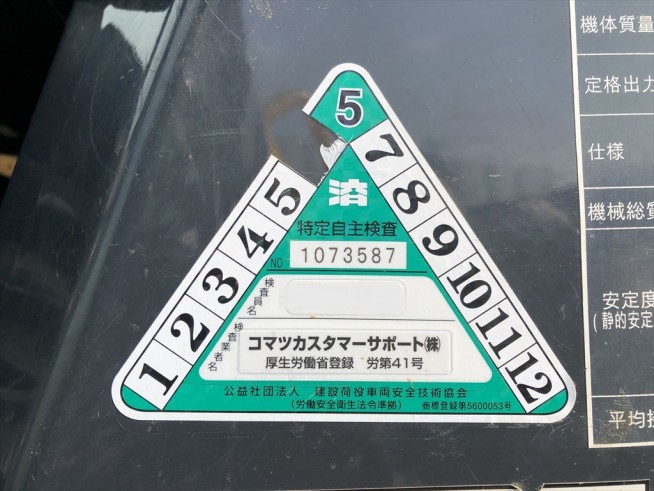 5
1 2 3 4 5
7 8 9 10 11 12
済
特定自主検査
NO 1073587
検査員名
検査業者名
コマツカスタマーサポート㈱
厚生労働省登録 労第41号
公益社団法人 建設荷役車両安全技術協会
(労働安全衛生法令準拠) 商標登録第5600053号
機体質量
定格出力
仕様
機械総質
安定度
(静的安定
平均接